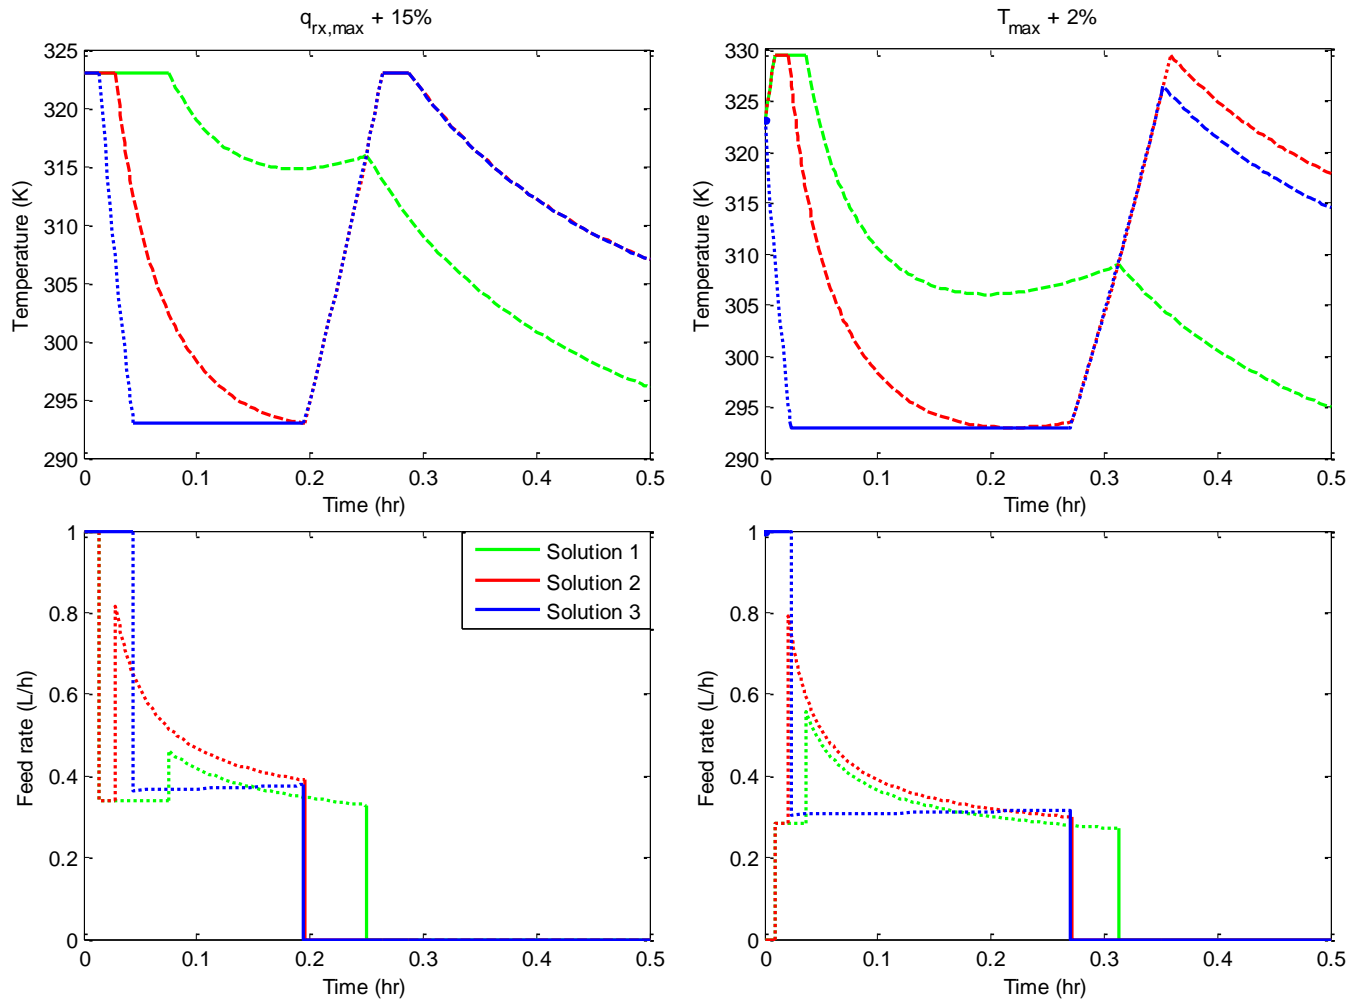 q_rx,max + 15%
325
320
315
310
305
300
295
290
Temperature (K)
0 0.1 0.2 0.3 0.4 0.5
Time (hr)
T_max + 2%
330
325
320
315
310
305
300
295
290
Temperature (K)
0 0.1 0.2 0.3 0.4 0.5
Time (hr)
1
0.8
0.6
0.4
0.2
0
Feed rate (L/h)
Solution 1
Solution 2
Solution 3
0 0.1 0.2 0.3 0.4 0.5
Time (hr)
1
0.8
0.6
0.4
0.2
0
Feed rate (L/h)
0 0.1 0.2 0.3 0.4 0.5
Time (hr)